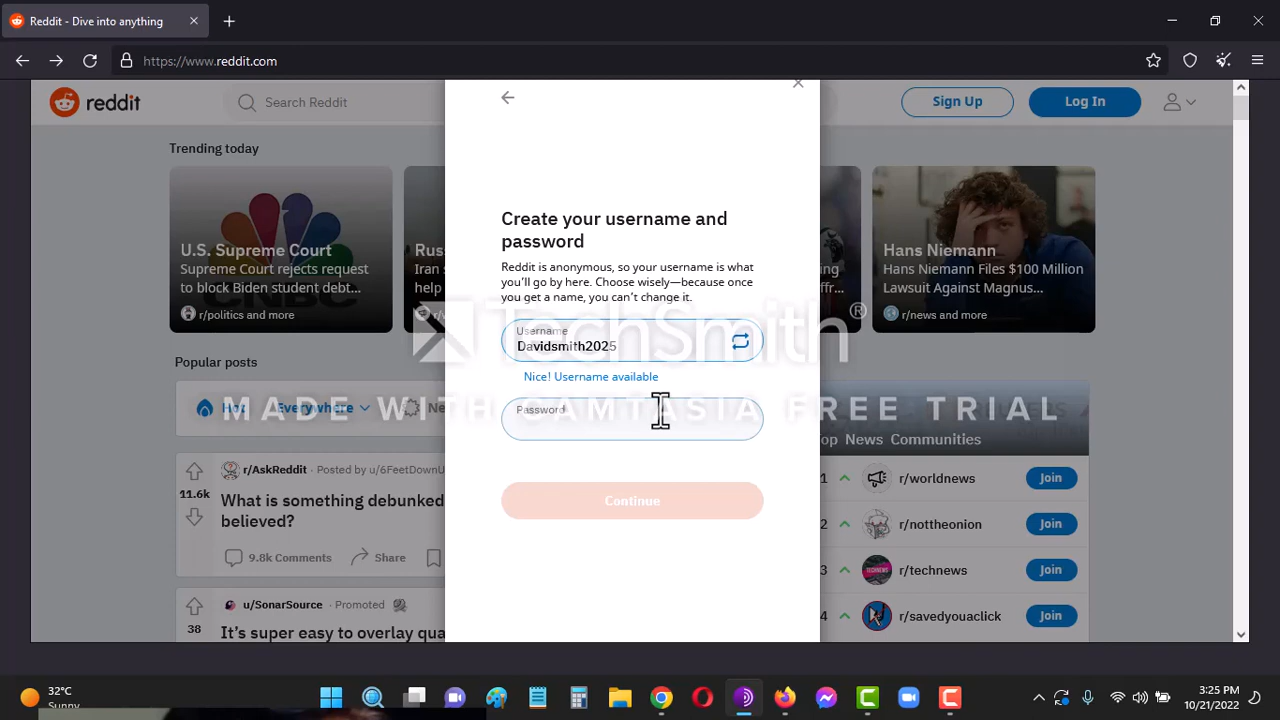 Reddit - Dive into anything
https://www.reddit.com
reddit
Search Reddit
Sign Up
Log In
Trending today
U.S. Supreme Court
Supreme Court rejects request
to block Biden student debt...
r/politics and more
Iran s
help
Hans Niemann
Hans Niemann Files $100 Million
Lawsuit Against Magnus...
r/news and more
Create your username and
password
Reddit is anonymous, so your username is what
you'll go by here. Choose wisely—because once
you get a name, you can't change it.
Username
Davidsmith2025
Nice! Username available
Password
Continue
TechSmith®
MADE WITH CAMTASIA FREE TRIAL
Popular posts
Hot
Everywhere
News
Communities
r/AskReddit · Posted by u/6FeetDownU
11.6k
What is something debunked
believed?
9.8k Comments
Share
u/SonarSource · Promoted
38
It's super easy to overlay qua
1
r/worldnews
Join
2
r/nottheonion
Join
3
r/technews
Join
4
r/savedyouaclick
Join
32°C
Sunny
3:25 PM
10/21/2022